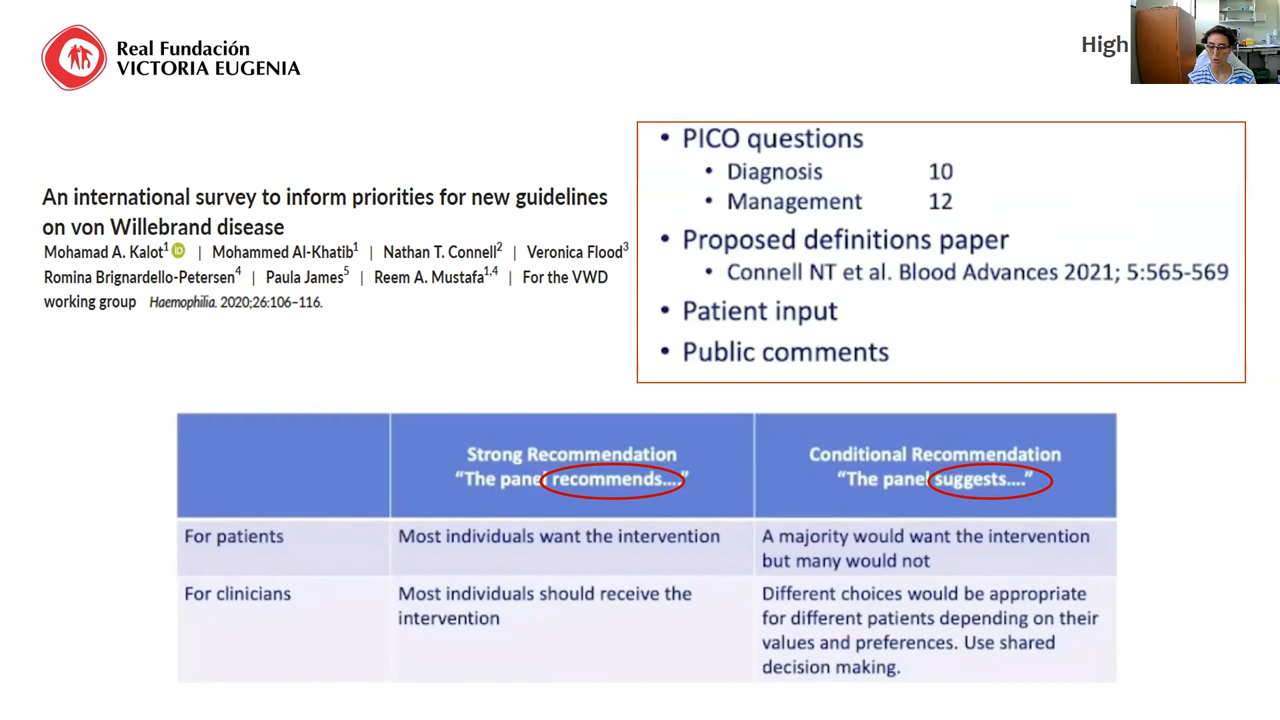 Real Fundación
VICTORIA EUGENIA
High
An international survey to inform priorities for new guidelines
on von Willebrand disease
Mohamad A. Kalot1 iD | Mohammed Al-Khatib1 | Nathan T. Connell2 | Veronica Flood3
Romina Brignardello-Petersen4 | Paula James5 | Reem A. Mustafa1,4 | For the VWD
working group Haemophilia. 2020;26:106–116.
• PICO questions
• Diagnosis 10
• Management 12
• Proposed definitions paper
• Connell NT et al. Blood Advances 2021; 5:565-569
• Patient input
• Public comments
Strong Recommendation
“The panel recommends....”
Conditional Recommendation
“The panel suggests....”
For patients
Most individuals want the intervention
A majority would want the intervention
but many would not
For clinicians
Most individuals should receive the
intervention
Different choices would be appropriate
for different patients depending on their
values and preferences. Use shared
decision making.